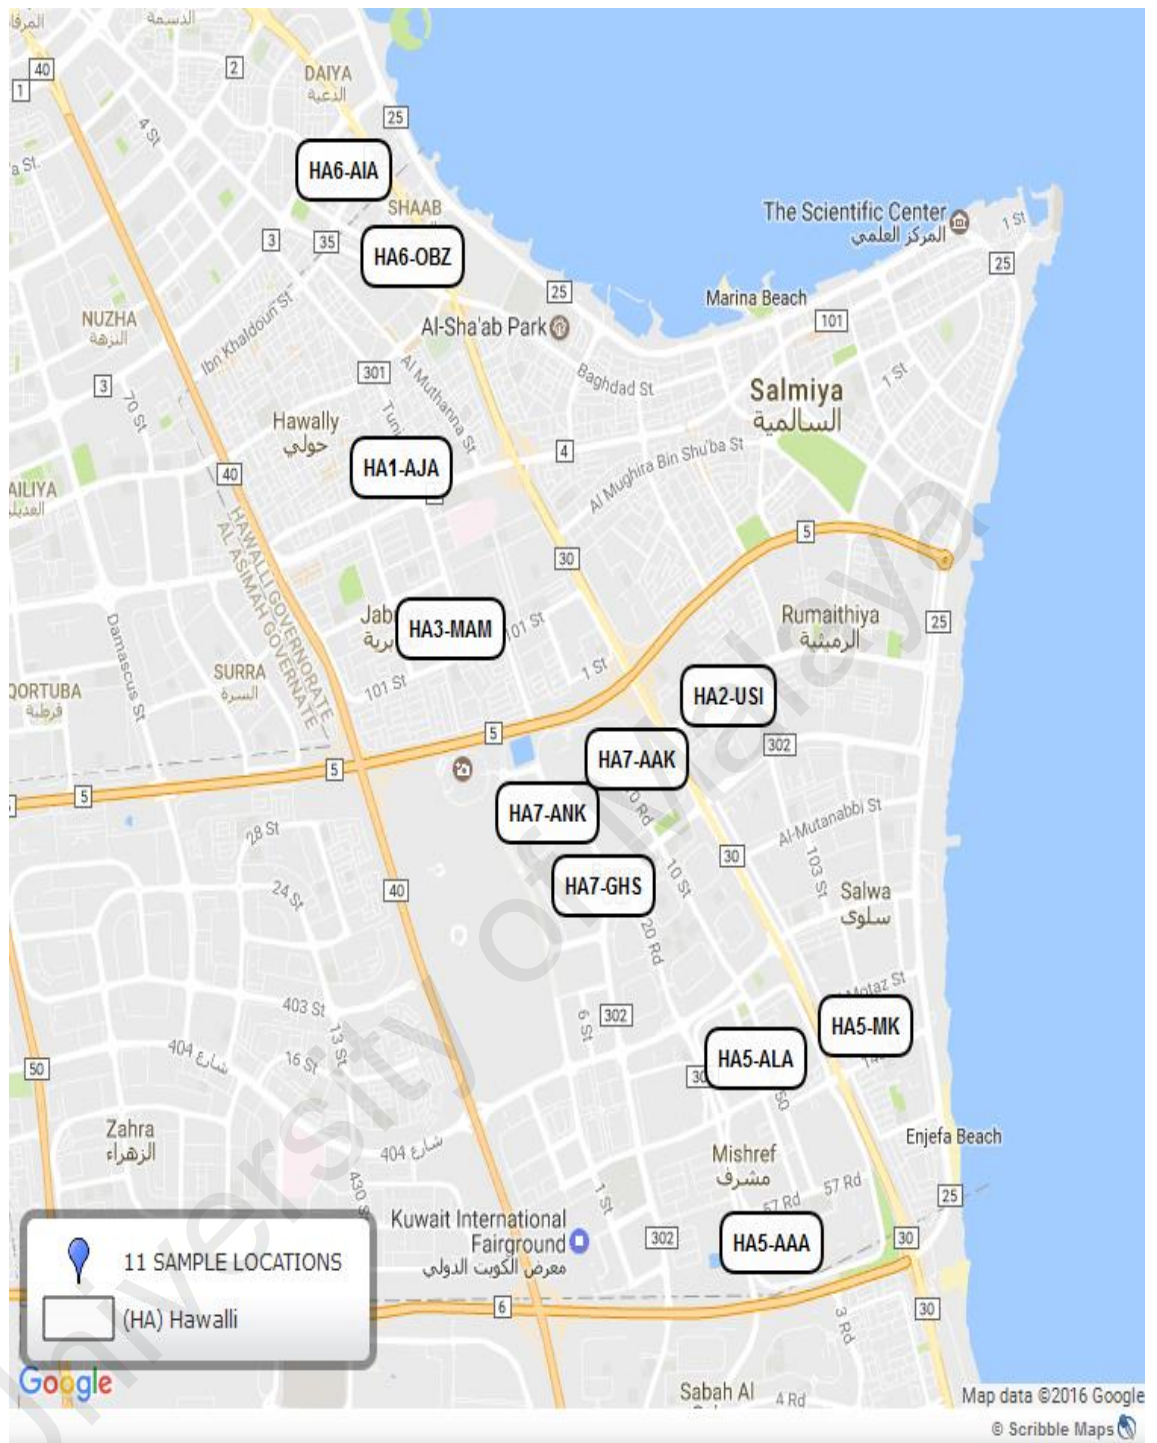 الدسمة
40
2
DAIYA
الدعية
1
25
4 St
a St.
HA6-AIA
SHAAB
The Scientific Center
المركز العلمي
1 St
3
35
HA6-OBZ
25
25
Marina Beach
101
NUZHA
النزهة
Ibn Khaldoun St
Al-Sha'ab Park
301
Al Muthanna St
Baghdad St
1 St
3
70 St
Salmiya
السالمية
Hawally
حولي
4
Al Mughira Bin Shu'ba St
40
HA1-AJA
AILIYA
HAWALLI GOVERNORATE
AL ASIMAH GOVERNATE
30
5
Damascus St
HA3-MAM
101 St
Rumaithiya
الرميثية
25
SURRA
السرة
101 St
1 St
QORTUBA
قرطبة
HA2-USI
5
302
HA7-AAK
5
5
HA7-ANK
Al-Mutanabbi St
28 St
30
103 St
HA7-GHS
10 St
24 St
40
Salwa
سلوى
20 Rd
403 St
6 St
302
Motaz St
HA5-MK
13 St
شارع 404
16 St
HA5-ALA
50
30
Zahra
الزهراء
شارع 404
Enjefa Beach
Mishref
مشرف
57 Rd
57 Rd
25
430 S
1 St
Kuwait International
Fairground
معرض الكويت الدولي
302
HA5-AAA
30
11 SAMPLE LOCATIONS
(HA) Hawalli
6
30
3 Rd
Google
Sabah Al
4 Rd
Map data ©2016 Google
© Scribble Maps
University of Malaya